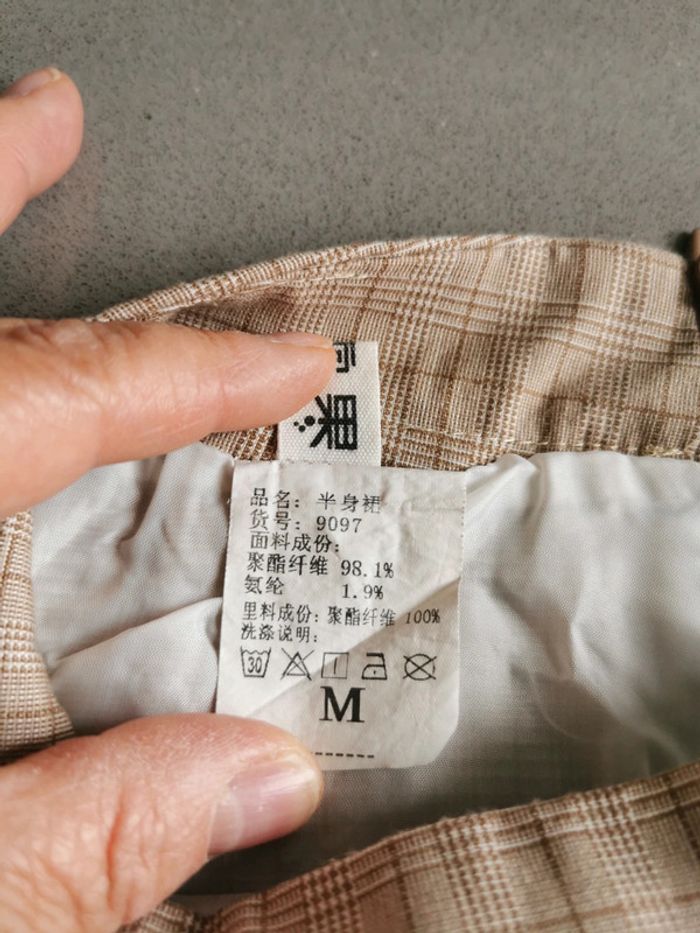 果
品名：半身裙
货号：9097
面料成份：
聚酯纤维 98.1%
氨纶 1.9%
里料成份：聚酯纤维 100%
洗涤说明：
30
M